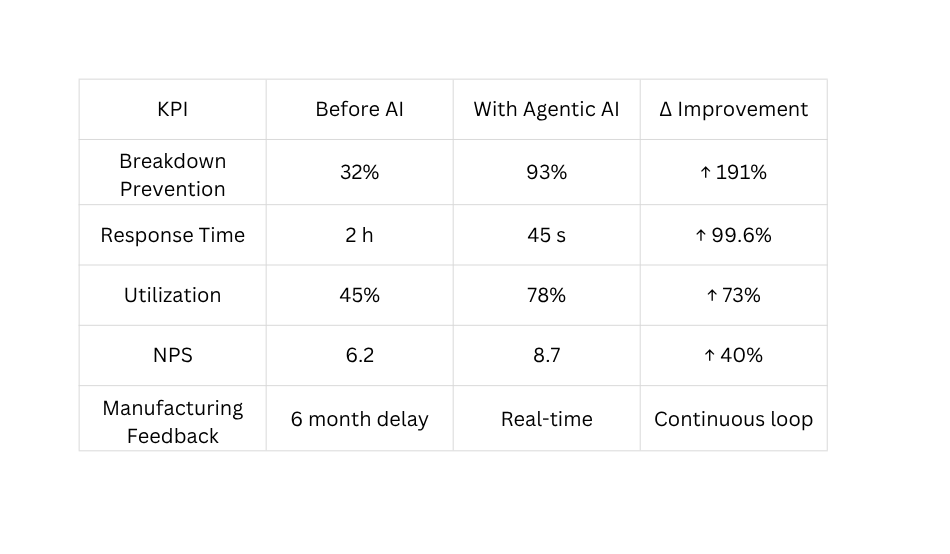 KPI Before AI With Agentic AI Δ Improvement
Breakdown
Prevention 32% 93% ↑ 191%
Response Time 2 h 45 s ↑ 99.6%
Utilization 45% 78% ↑ 73%
NPS 6.2 8.7 ↑ 40%
Manufacturing
Feedback 6 month delay Real-time Continuous loop